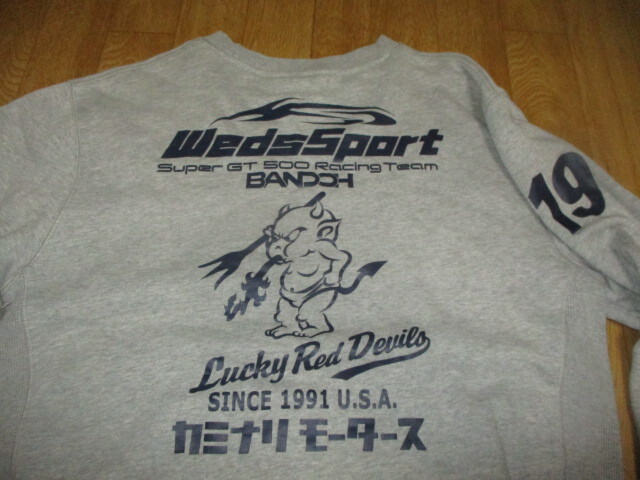 WedsSport
Super GT 500 Racing Team
BANDOH
19
Lucky Red Devils
SINCE 1991 U.S.A.
カミナリモータース